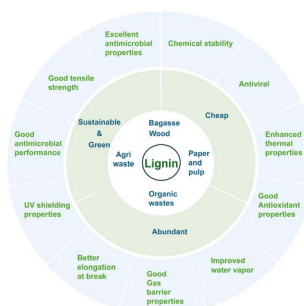 Excellent
antimicrobial
properties
Chemical stability
Good tensile
strength
Antiviral
Sustainable
&
Green
Cheap
Bagasse
Wood
Good
antimicrobial
performance
Enhanced
thermal
properties
Agri
waste
Lignin
Paper
and
pulp
Organic
wastes
UV shielding
properties
Good
Antioxidant
properties
Abundant
Better
elongation
at break
Good
Gas
barrier
properties
Improved
water vapor